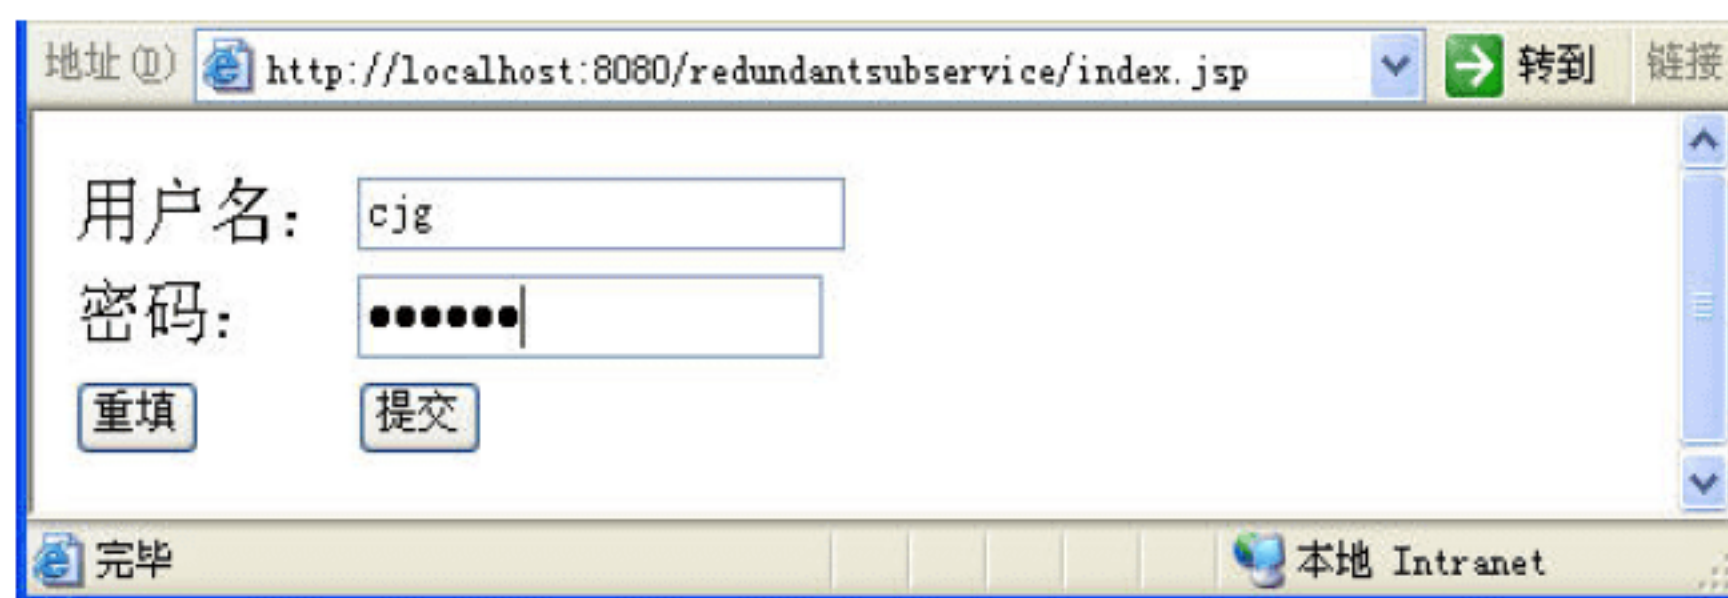 地址(D) http://localhost:8080/redundantsubservice/index.jsp 转到 链接
用户名: cjg
密码: ●●●●●●
重填 提交
完毕 本地 Intranet